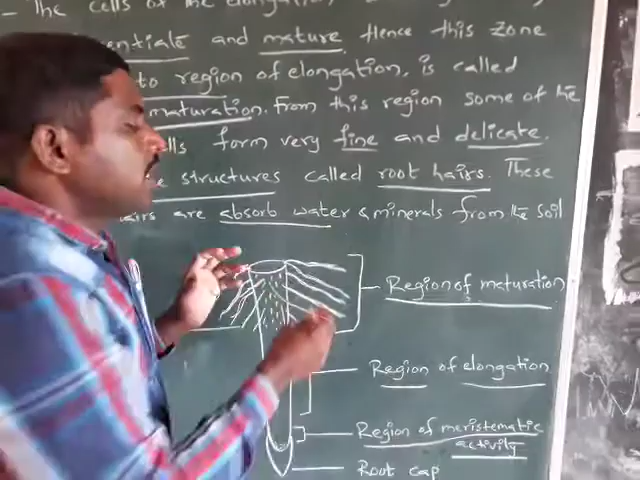 - The cells of the elongation
entiate and mature Hence this zone
to region of elongation, is called
maturation. From this region some of the
lls form very fine and delicate.
e structures called root hairs. These
airs are absorb water & minerals from the soil
Region of maturation
Region of elongation
Region of meristematic
activity
Root cap